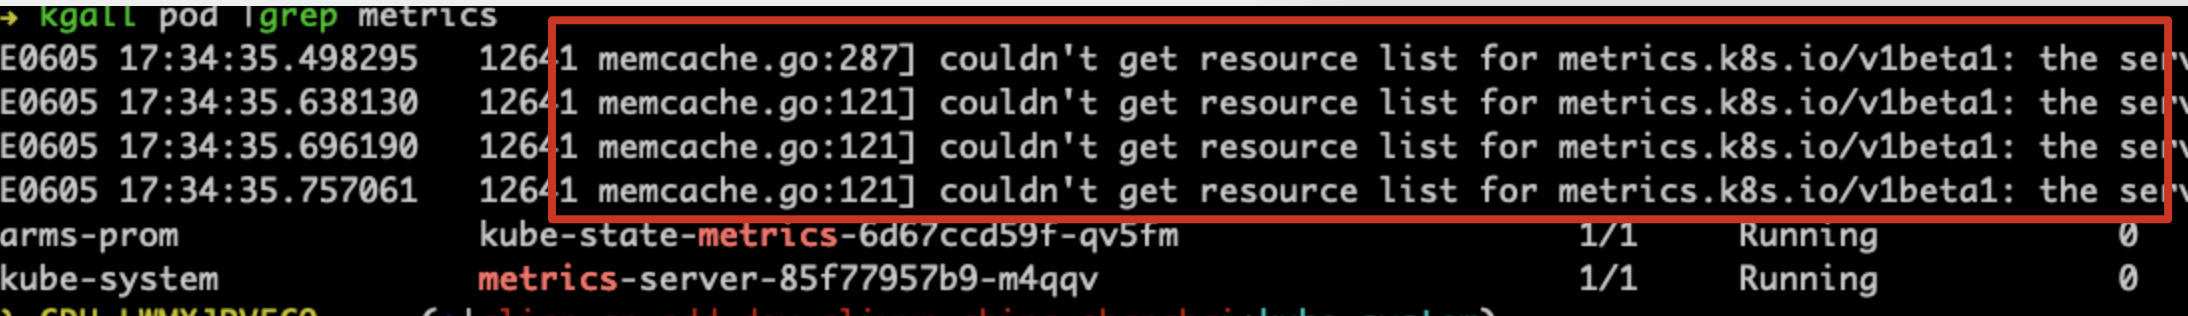 → kgall pod |grep metrics
E0605 17:34:35.498295 12641 memcache.go:287] couldn't get resource list for metrics.k8s.io/v1beta1: the serv
E0605 17:34:35.638130 12641 memcache.go:121] couldn't get resource list for metrics.k8s.io/v1beta1: the serv
E0605 17:34:35.696190 12641 memcache.go:121] couldn't get resource list for metrics.k8s.io/v1beta1: the serv
E0605 17:34:35.757061 12641 memcache.go:121] couldn't get resource list for metrics.k8s.io/v1beta1: the serv
arms-prom kube-state-metrics-6d67ccd59f-qv5fm 1/1 Running 0
kube-system metrics-server-85f77957b9-m4qqv 1/1 Running 0